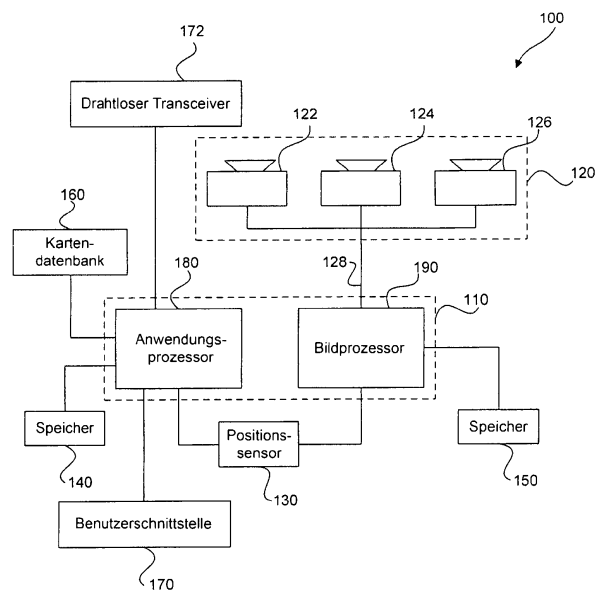 172
100
Drahtloser Transceiver
122
124
126
120
160
Karten-
datenbank
180
128
190
110
Anwendungs-
prozessor
Bildprozessor
Speicher
140
Positions-
sensor
130
Speicher
150
Benutzerschnittstelle
170